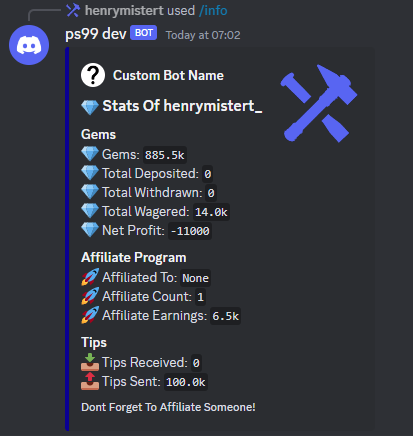 henrymistert used /info
ps99 dev BOT Today at 07:02
? Custom Bot Name
Stats Of henrymistert_
Gems
Gems: 885.5k
Total Deposited: 0
Total Withdrawn: 0
Total Wagered: 14.0k
Net Profit: -11000
Affiliate Program
Affiliated To: None
Affiliate Count: 1
Affiliate Earnings: 6.5k
Tips
Tips Received: 0
Tips Sent: 100.0k
Dont Forget To Affiliate Someone!